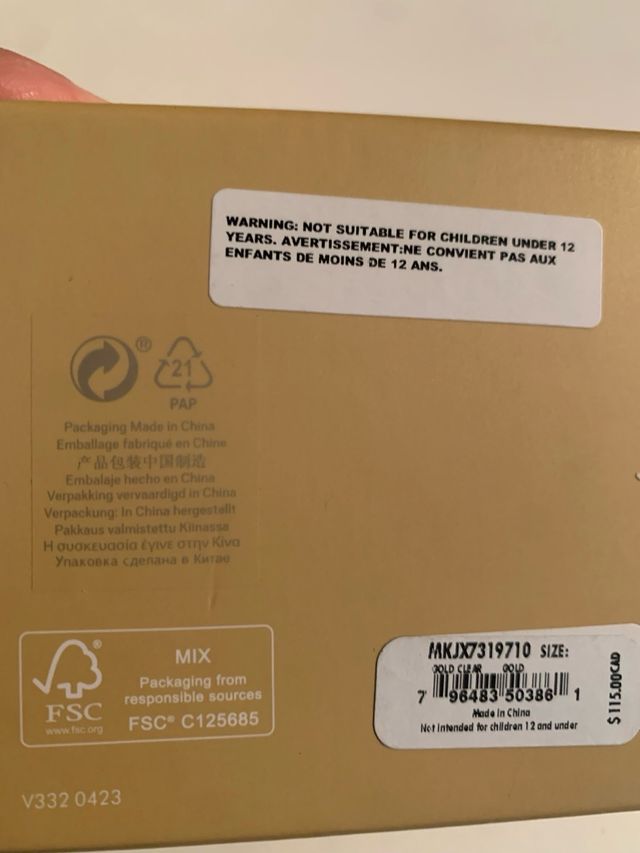 WARNING: NOT SUITABLE FOR CHILDREN UNDER 12
YEARS. AVERTISSEMENT:NE CONVIENT PAS AUX
ENFANTS DE MOINS DE 12 ANS.
®
21
PAP
Packaging Made in China
Emballage fabriqué en Chine
产品包装中国制造
Embalaje hecho en China
Verpakking vervaardigd in China
Verpackung: In China hergestellt
Pakkaus valmistettu Kiinassa
Η συσκευασία έγινε στην Κίνα
Упаковка сделана в Китае
®
FSC
www.fsc.org
MIX
Packaging from
responsible sources
FSC® C125685
V332 0423
MKJX7319710 SIZE:
GOLD CLEAR GOLD
7 96483 50386 1
Made in China
Not intended for children 12 and under
$115.00CAD